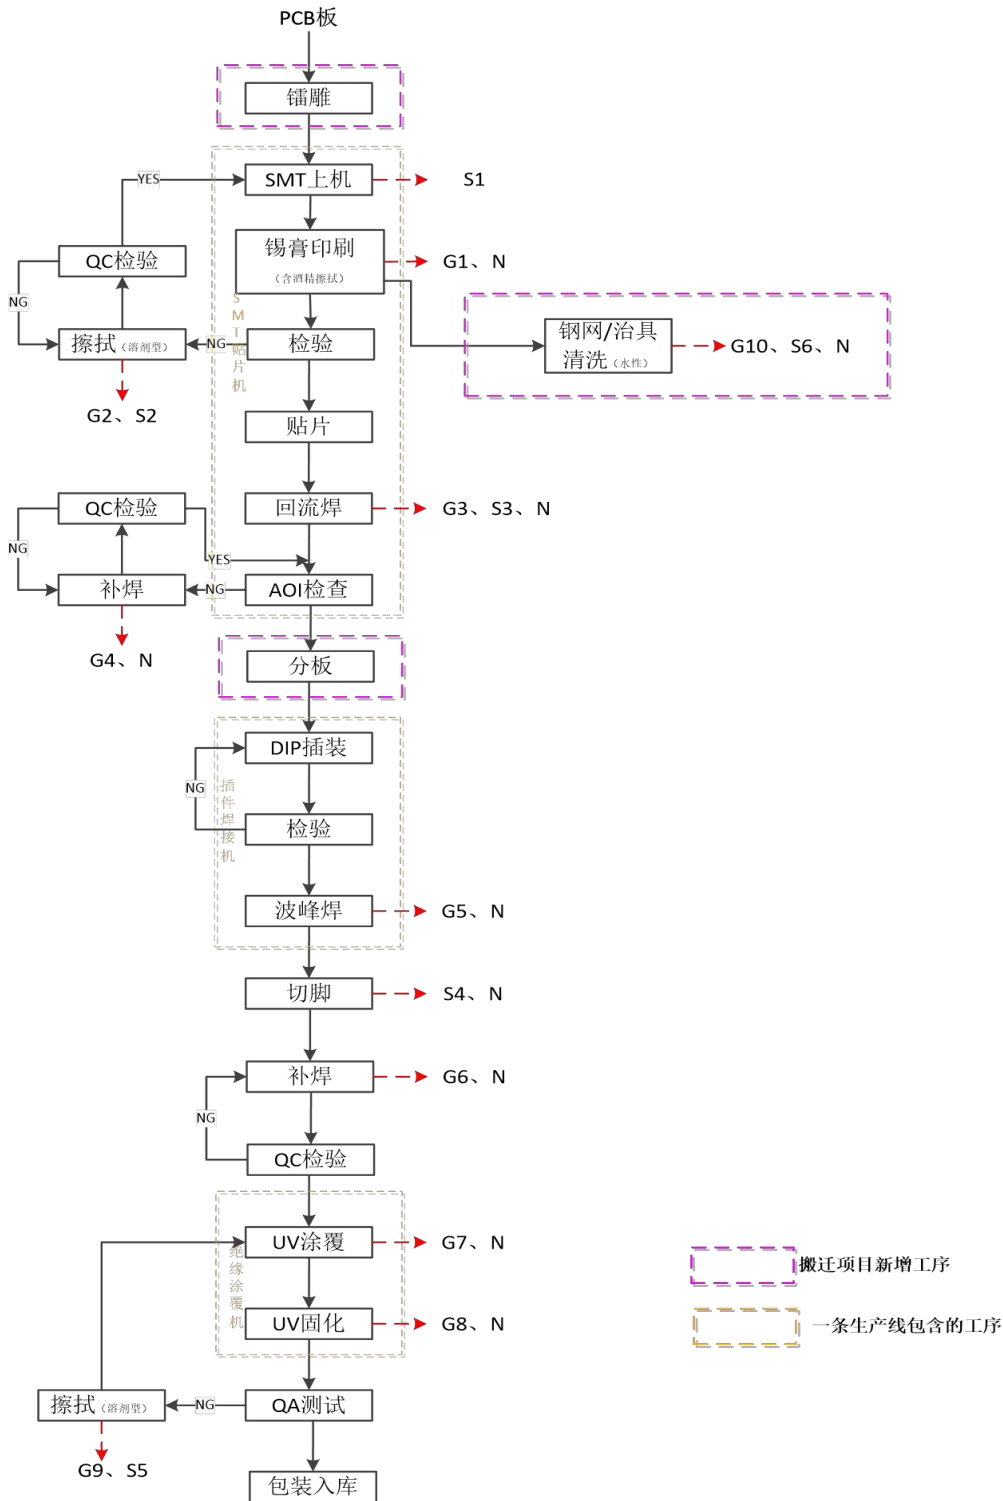 PCB板
镭雕
SMT上机
S1
YES
锡膏印刷
(含酒精擦拭)
G1、N
QC检验
NG
擦拭(溶剂型)
NG
检验
钢网/治具
清洗(水性)
G10、S6、N
SMT贴片机
G2、S2
贴片
QC检验
回流焊
G3、S3、N
NG
YES
补焊
NG
AOI检查
G4、N
分板
DIP插装
NG
插件焊接机
检验
波峰焊
G5、N
切脚
S4、N
补焊
G6、N
NG
QC检验
UV涂覆
G7、N
绝缘涂覆机
搬迁项目新增工序
UV固化
G8、N
一条生产线包含的工序
擦拭(溶剂型)
NG
QA测试
G9、S5
包装入库